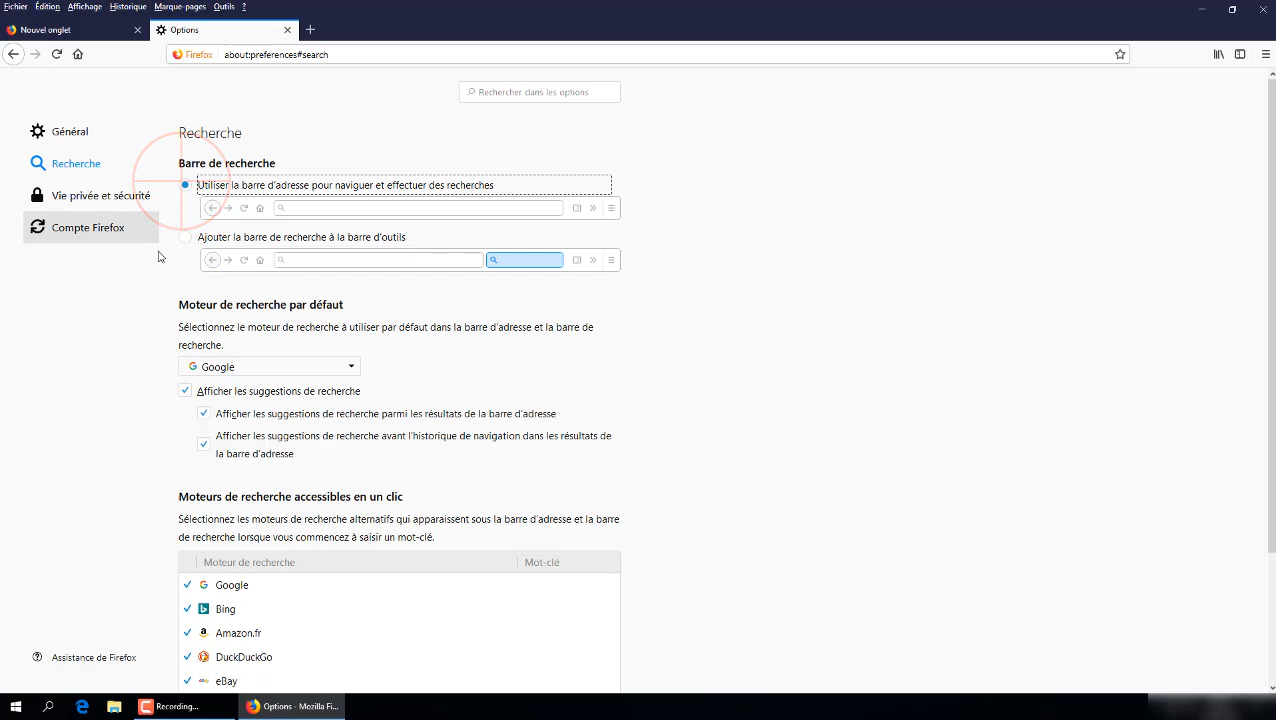 Fichier Édition Affichage Historique Marque-pages Outils ?
Nouvel onglet
Options
Firefox about:preferences#search
Rechercher dans les options
Général
Recherche
Vie privée et sécurité
Compte Firefox
Recherche
Barre de recherche
Utiliser la barre d'adresse pour naviguer et effectuer des recherches
Ajouter la barre de recherche à la barre d'outils
Moteur de recherche par défaut
Sélectionnez le moteur de recherche à utiliser par défaut dans la barre d'adresse et la barre de
recherche.
Google
Afficher les suggestions de recherche
Afficher les suggestions de recherche parmi les résultats de la barre d'adresse
Afficher les suggestions de recherche avant l'historique de navigation dans les résultats de
la barre d'adresse
Moteurs de recherche accessibles en un clic
Sélectionnez les moteurs de recherche alternatifs qui apparaissent sous la barre d'adresse et la barre
de recherche lorsque vous commencez à saisir un mot-clé.
Moteur de recherche Mot-clé
Google
Bing
Amazon.fr
DuckDuckGo
eBay
Assistance de Firefox
Recording...
Options - Mozilla Fi...